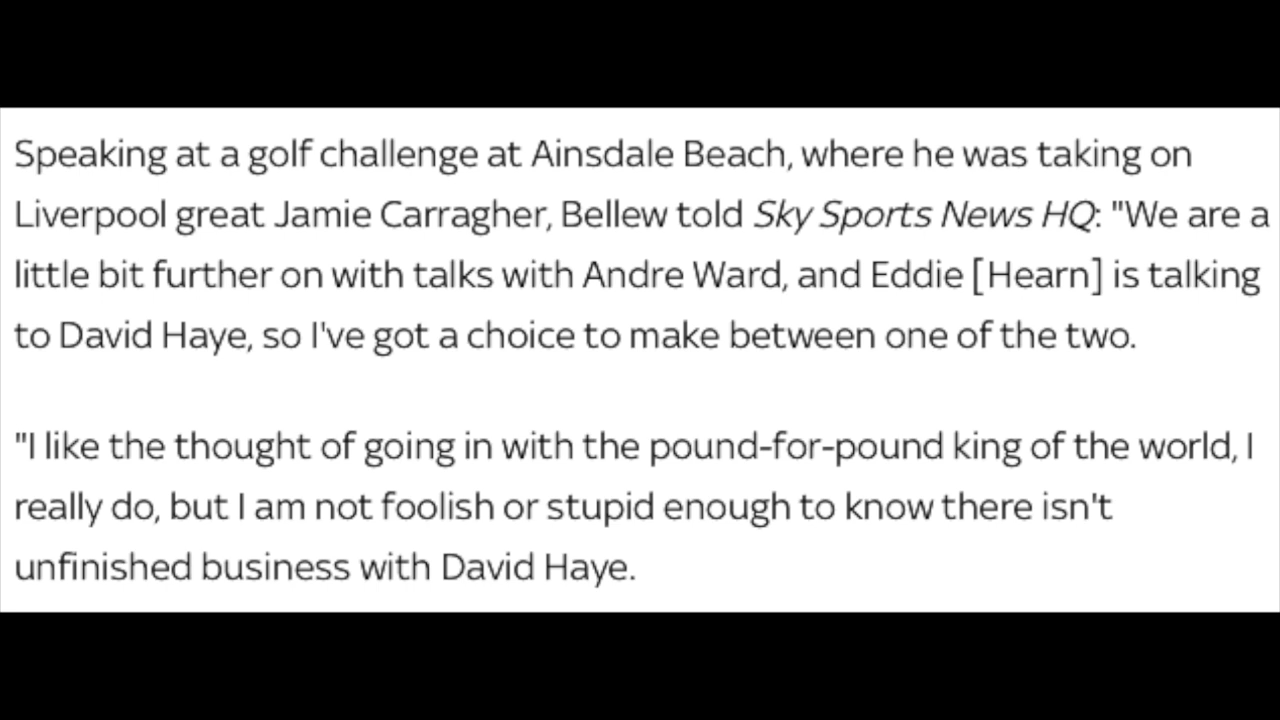 Speaking at a golf challenge at Ainsdale Beach, where he was taking on
Liverpool great Jamie Carragher, Bellew told Sky Sports News HQ: "We are a
little bit further on with talks with Andre Ward, and Eddie [Hearn] is talking
to David Haye, so I've got a choice to make between one of the two.
"I like the thought of going in with the pound-for-pound king of the world, I
really do, but I am not foolish or stupid enough to know there isn't
unfinished business with David Haye.